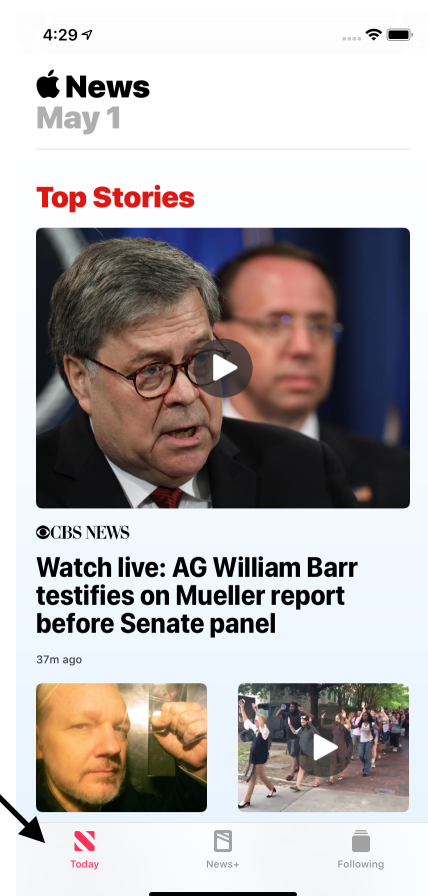 4:29
News
May 1
Top Stories
CBS NEWS
Watch live: AG William Barr
testifies on Mueller report
before Senate panel
37m ago
Today
News+
Following